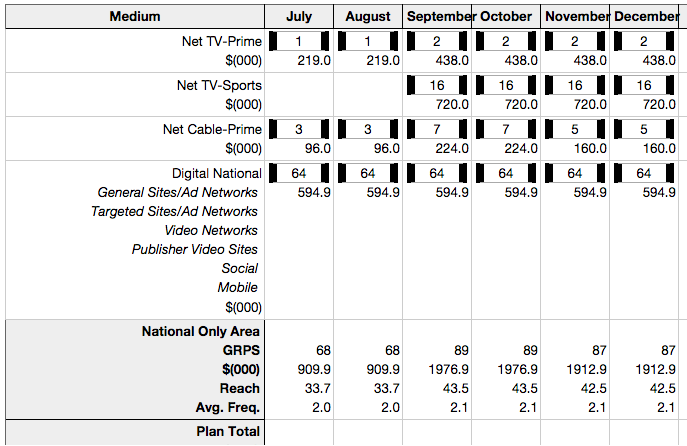 Medium July August September October November December
Net TV-Prime 1 1 2 2 2 2
$(000) 219.0 219.0 438.0 438.0 438.0 438.0
Net TV-Sports 16 16 16 16
$(000) 720.0 720.0 720.0 720.0
Net Cable-Prime 3 3 7 7 5 5
$(000) 96.0 96.0 224.0 224.0 160.0 160.0
Digital National 64 64 64 64 64 64
General Sites/Ad Networks 594.9 594.9 594.9 594.9 594.9 594.9
Targeted Sites/Ad Networks
Video Networks
Publisher Video Sites
Social
Mobile
$(000)
National Only Area
GRPS 68 68 89 89 87 87
$(000) 909.9 909.9 1976.9 1976.9 1912.9 1912.9
Reach 33.7 33.7 43.5 43.5 42.5 42.5
Avg. Freq. 2.0 2.0 2.1 2.1 2.1 2.1
Plan Total